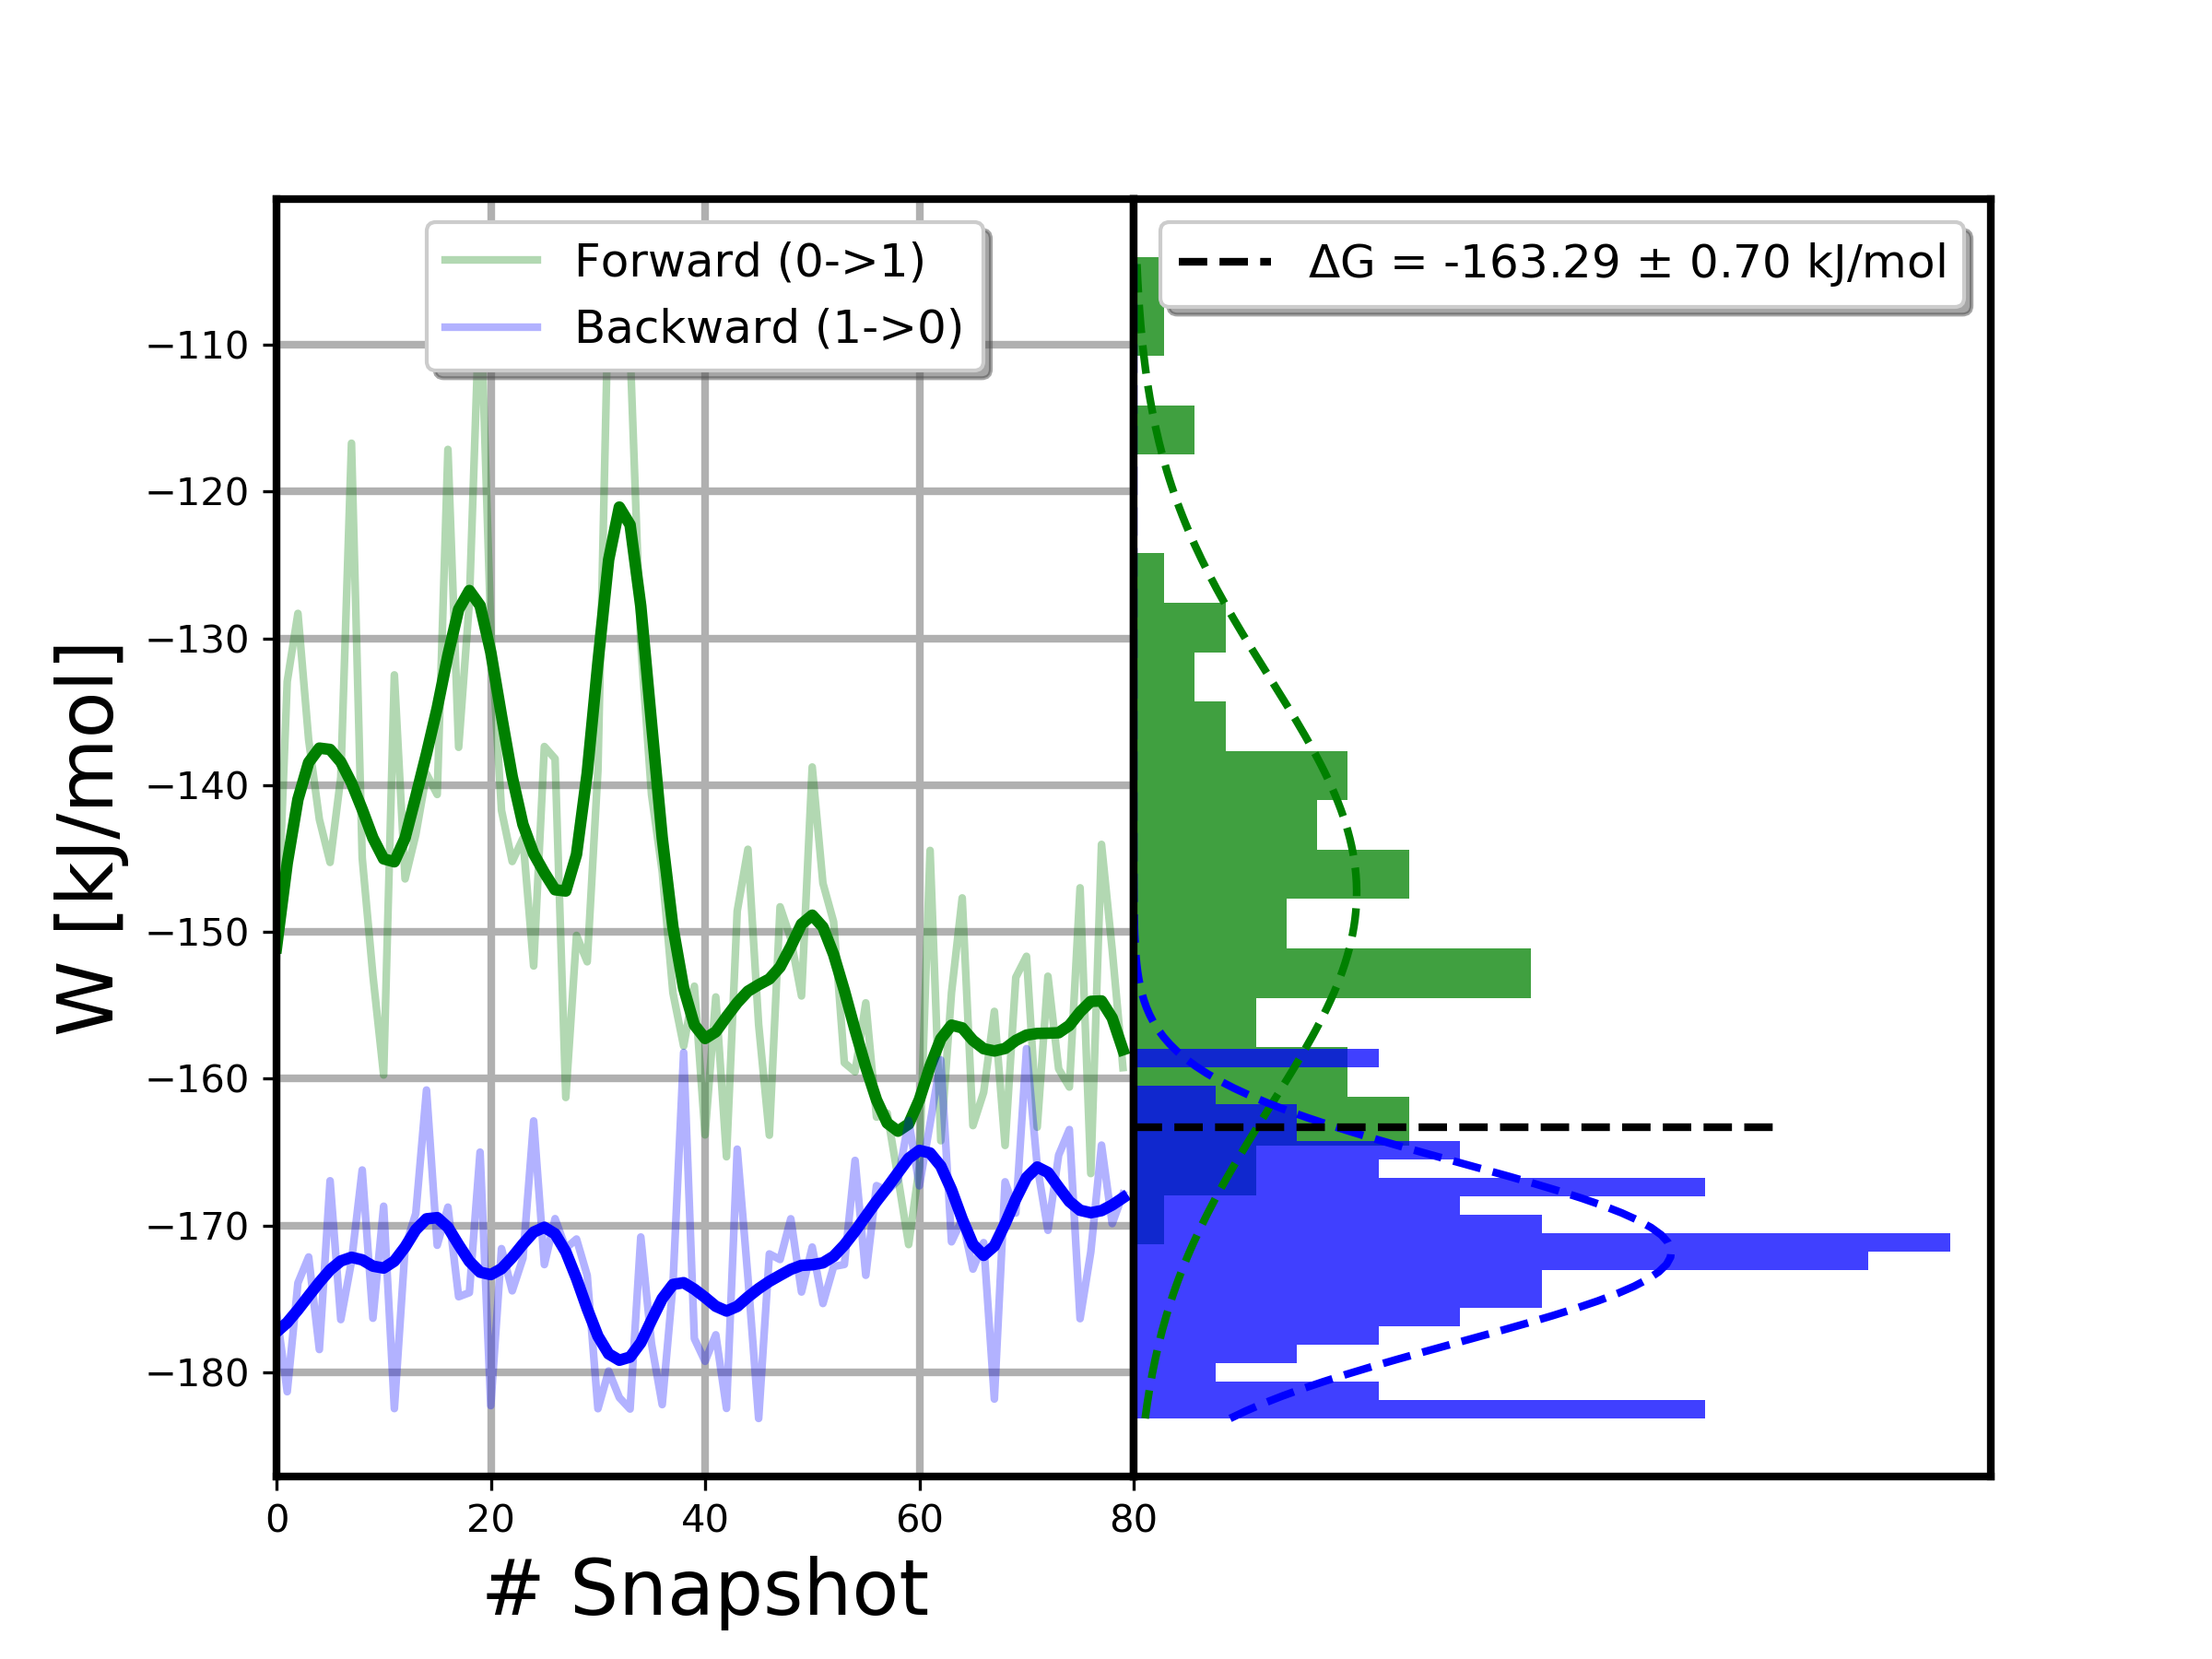 Forward (0->1)
Backward (1->0)
ΔG = -163.29 ± 0.70 kJ/mol
W [kJ/mol]
−110
−120
−130
−140
−150
−160
−170
−180
0 20 40 60 80
# Snapshot